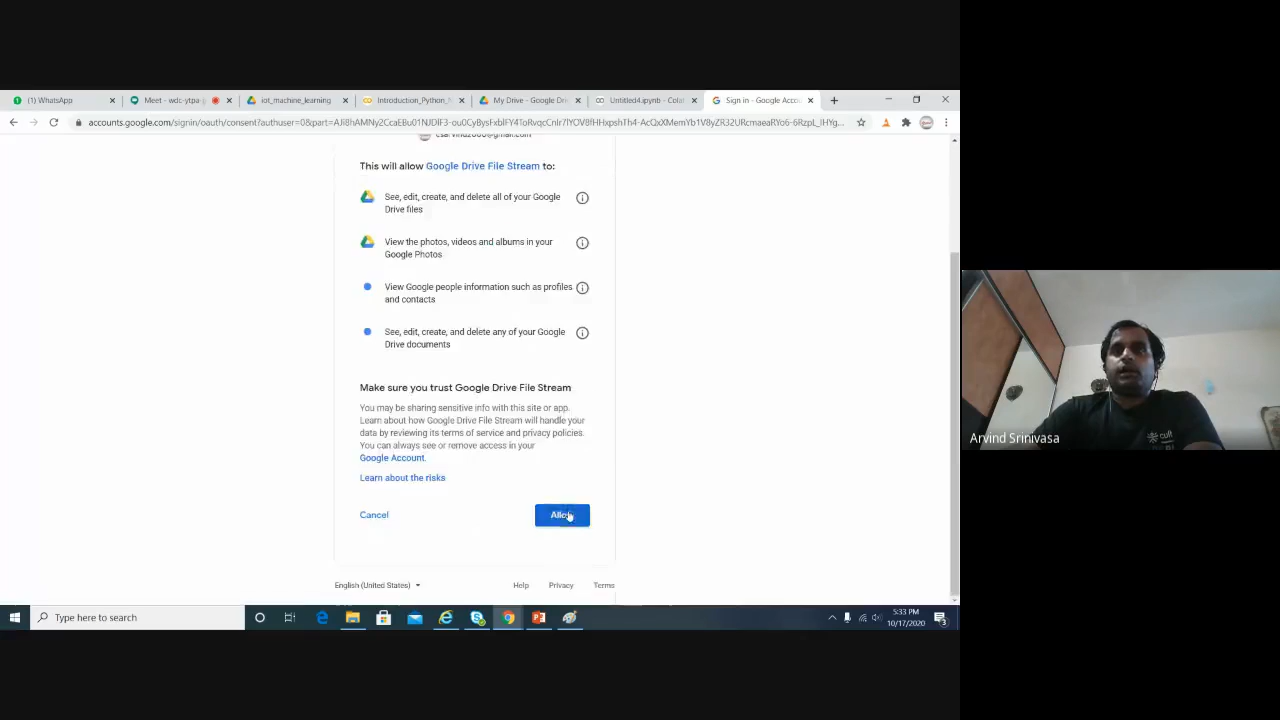 (1) WhatsApp
Meet - wdc-ytpa
iot_machine_learning
Introduction_Python_
My Drive - Google Dri
Untitled4.ipynb - Cola
Sign in - Google Acco
This will allow Google Drive File Stream to:
See, edit, create, and delete all of your Google
Drive files
View the photos, videos and albums in your
Google Photos
View Google people information such as profiles
and contacts
See, edit, create, and delete any of your Google
Drive documents
Make sure you trust Google Drive File Stream
You may be sharing sensitive info with this site or app.
Learn about how Google Drive File Stream will handle your
data by reviewing its terms of service and privacy policies.
You can always see or remove access in your
Google Account.
Learn about the risks
Cancel
Allow
English (United States)
Help
Privacy
Terms
Type here to search
5:33 PM
10/17/2020
Arvind Srinivasa